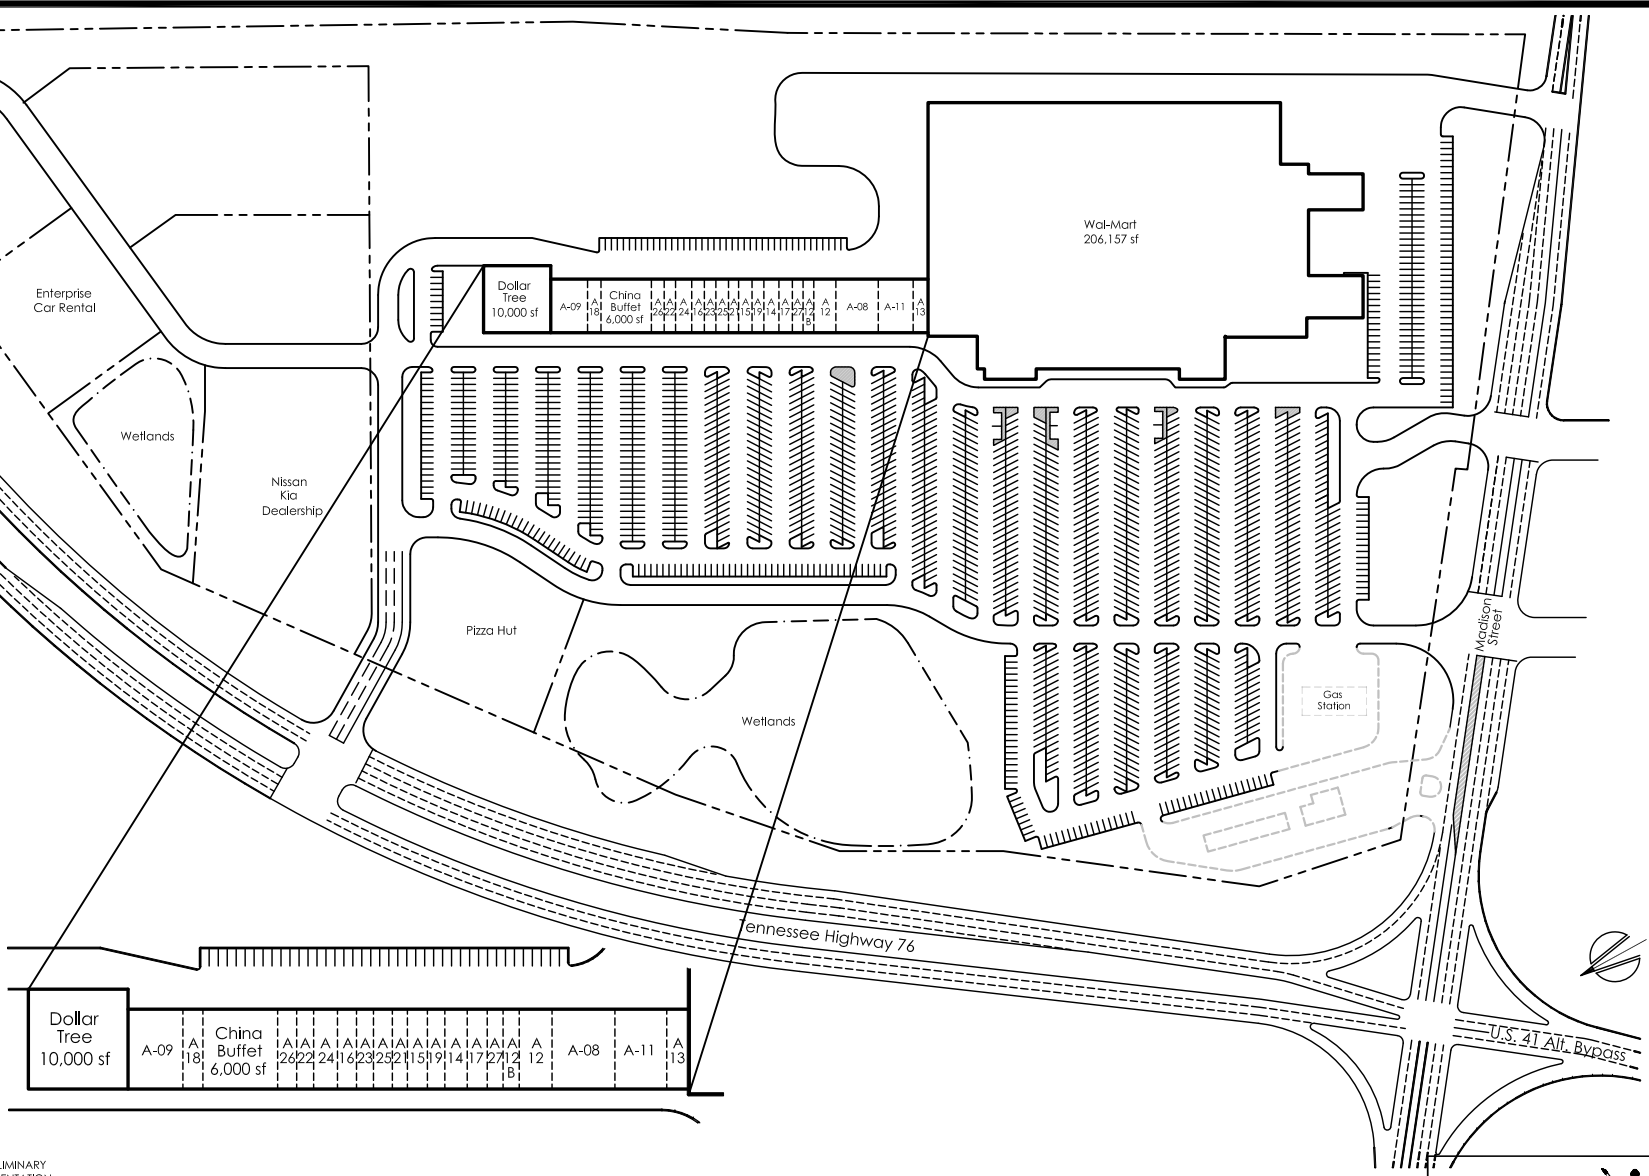 Wal-Mart
206,157 sf
Enterprise
Car Rental
Dollar
Tree
10,000 sf
A-09
A
18
China
Buffet
6,000 sf
A
26
A
22
A
24
A
16
A
23
A
25
A
21
A
15
A
19
A
14
A
17
A
27
A
12
B
A
12
A-08
A-11
A
13
Wetlands
Nissan
Kia
Dealership
Pizza Hut
Wetlands
Gas
Station
Madison
Street
Tennessee Highway 76
U.S. 41 Alt. Bypass
Dollar
Tree
10,000 sf
A-09
A
18
China
Buffet
6,000 sf
A
26
A
22
A
24
A
16
A
23
A
25
A
21
A
15
A
19
A
14
A
17
A
27
A
12
B
A
12
A-08
A-11
A
13
LIMINARY